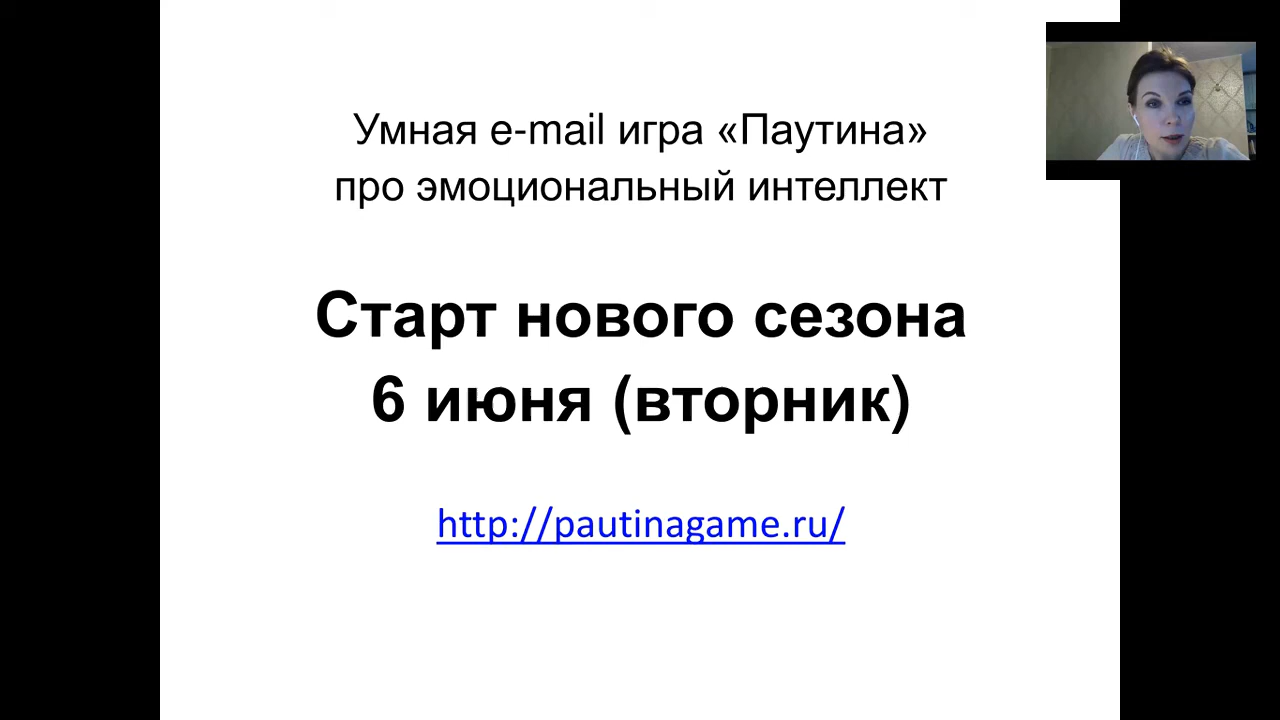 Умная e-mail игра «Паутина»
про эмоциональный интеллект
Старт нового сезона
6 июня (вторник)
http://pautinagame.ru/